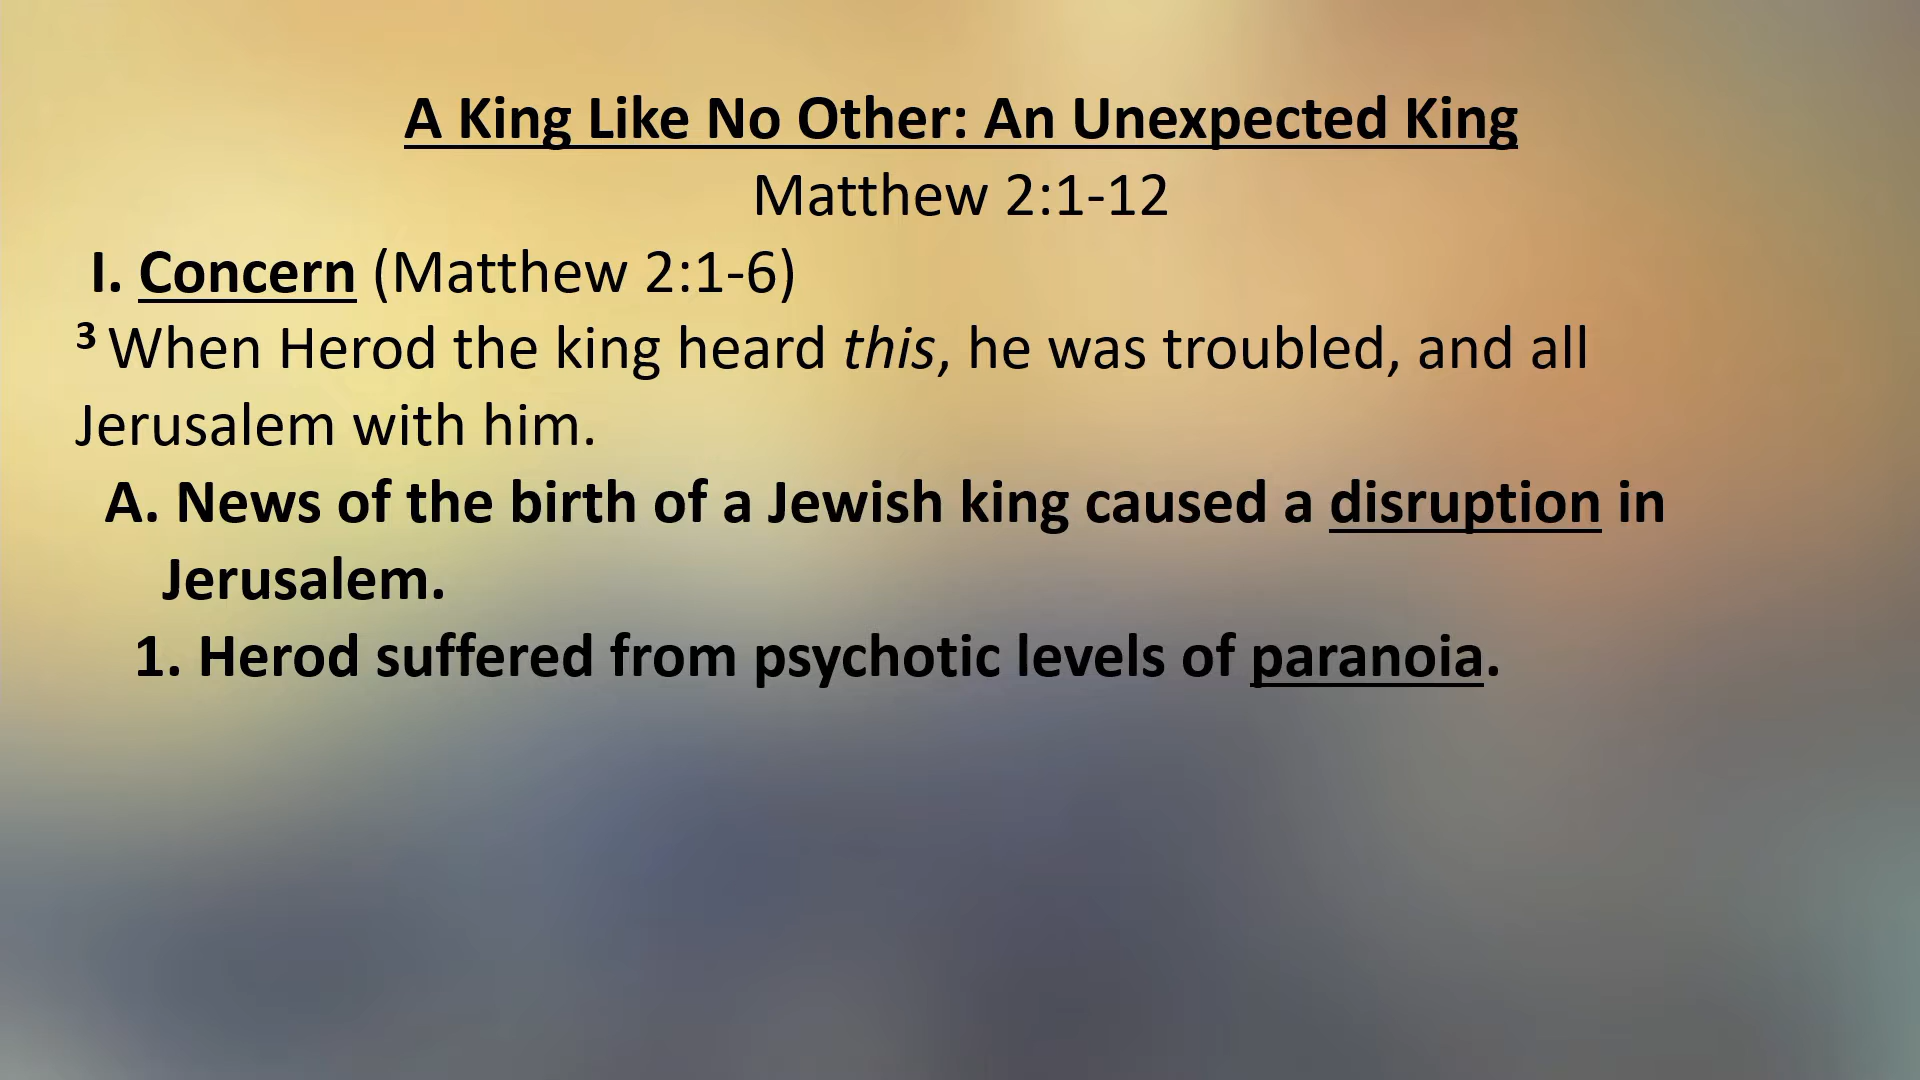 A King Like No Other: An Unexpected King
Matthew 2:1-12
I. Concern (Matthew 2:1-6)
3 When Herod the king heard this, he was troubled, and all
Jerusalem with him.
A. News of the birth of a Jewish king caused a disruption in
Jerusalem.
1. Herod suffered from psychotic levels of paranoia.